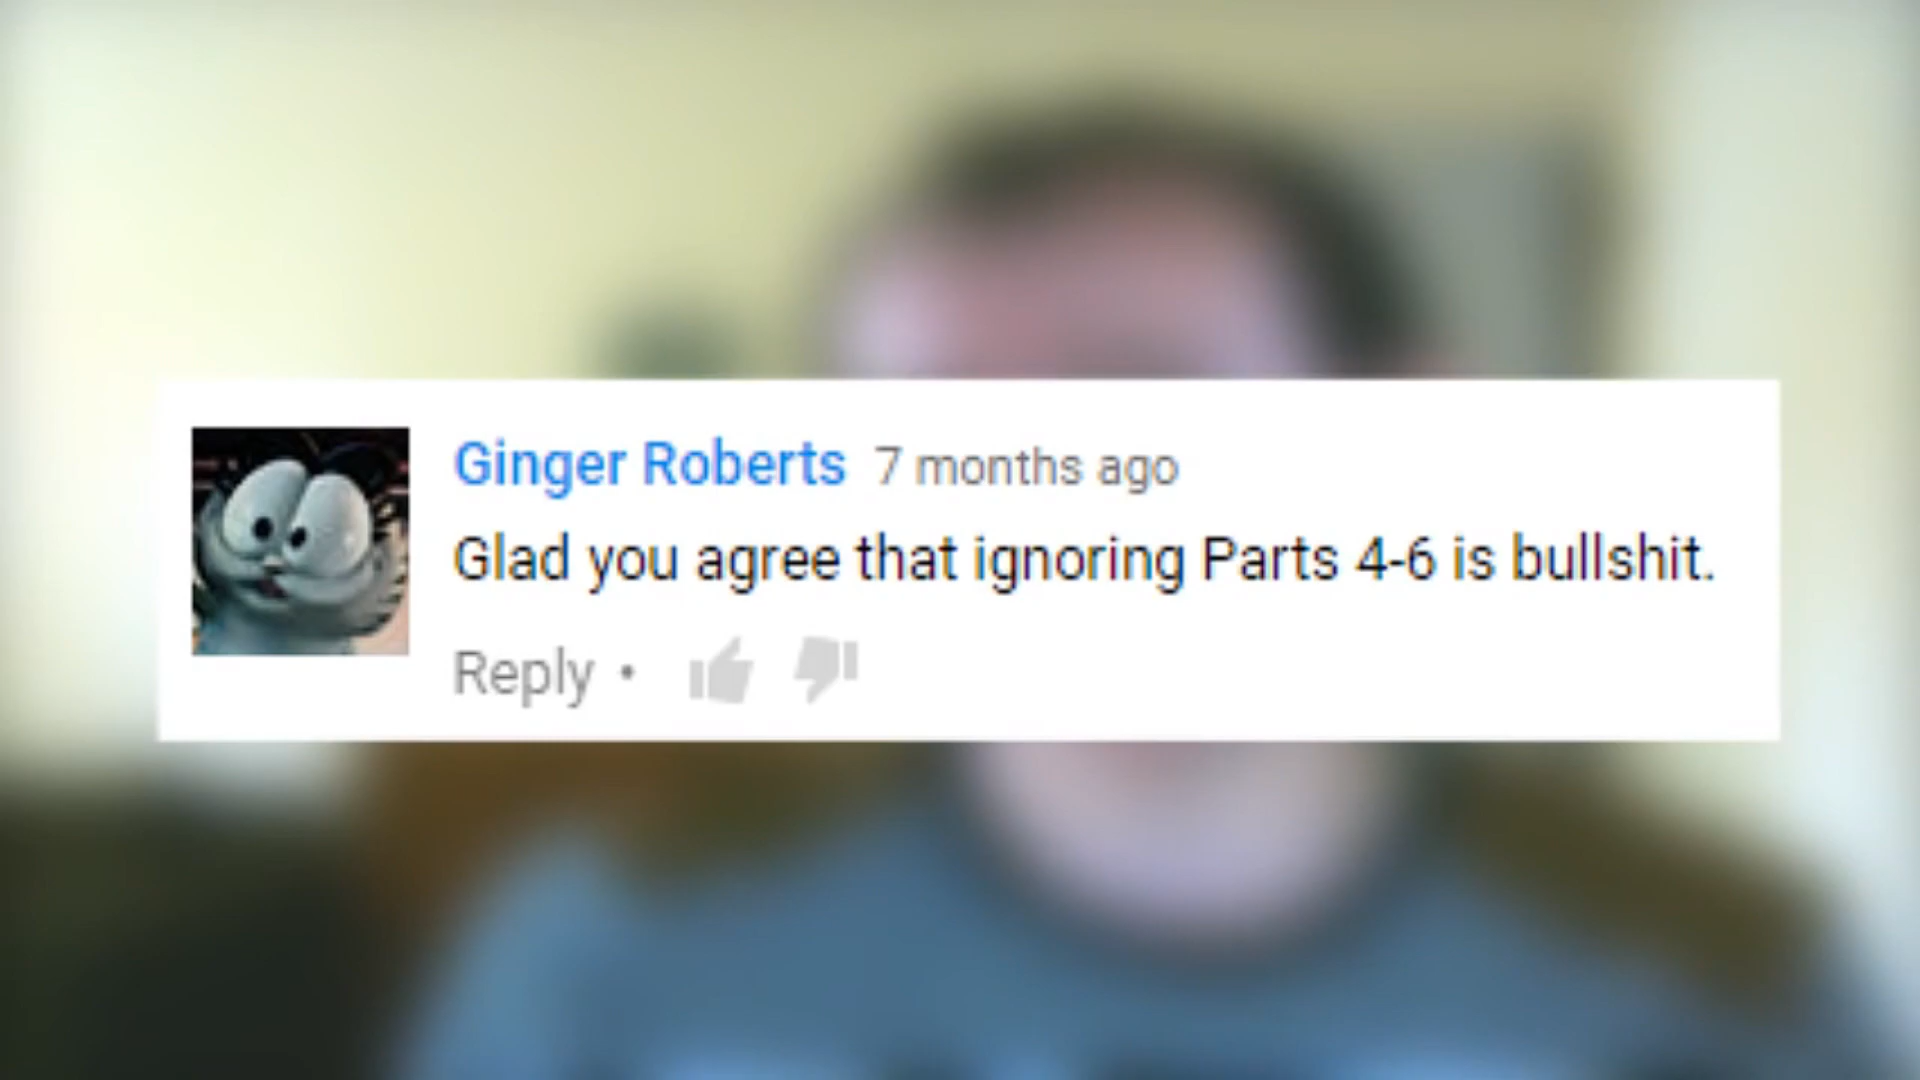 Ginger Roberts 7 months ago
Glad you agree that ignoring Parts 4-6 is bullshit.
Reply •